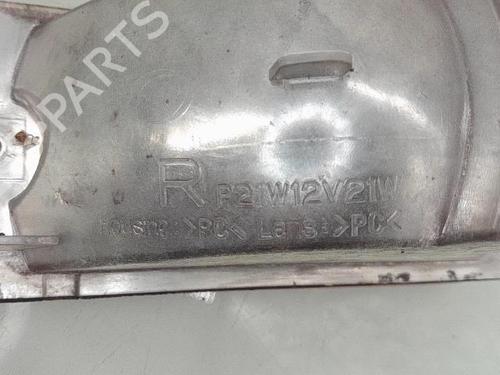 B-PARTS
R P21W12V21W
Housing:>PC< Lens:>PC<